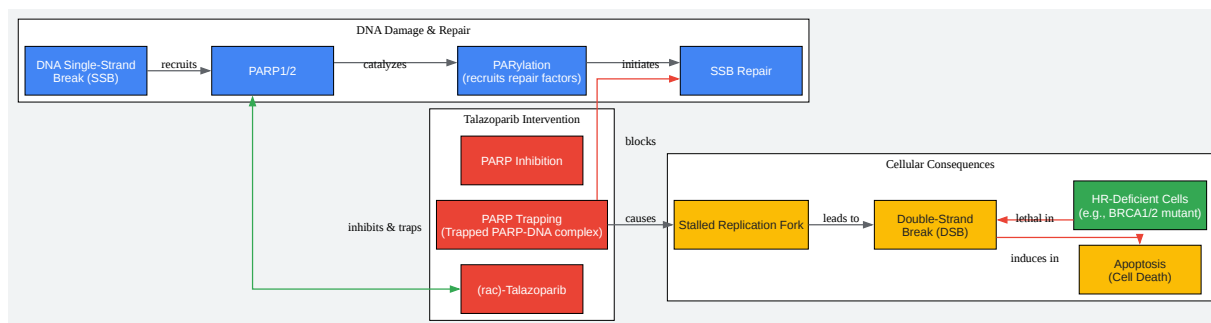 DNA Damage & Repair
DNA Single-Strand
Break (SSB)
recruits
PARP1/2
catalyzes
PARylation
(recruits repair factors)
initiates
SSB Repair
Talazoparib Intervention
PARP Inhibition
blocks
inhibits & traps
PARP Trapping
(Trapped PARP-DNA complex)
causes
(rac)-Talazoparib
Cellular Consequences
Stalled Replication Fork
leads to
Double-Strand
Break (DSB)
lethal in
HR-Deficient Cells
(e.g., BRCA1/2 mutant)
induces in
Apoptosis
(Cell Death)